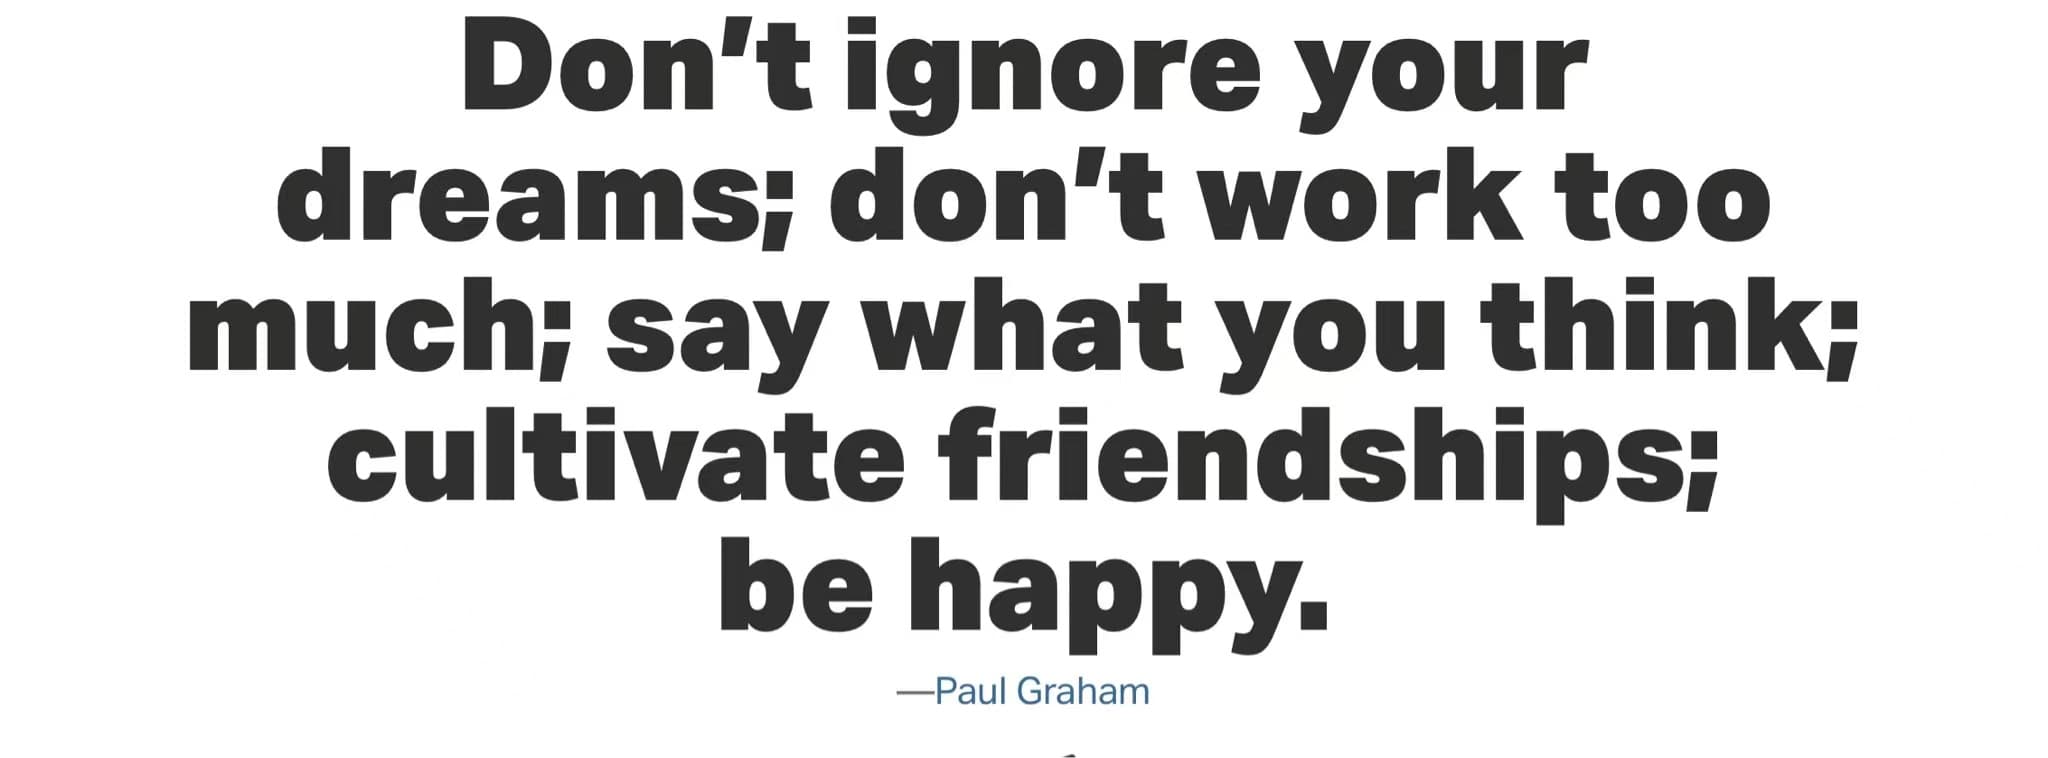 Don’t ignore your
dreams; don’t work too
much; say what you think;
cultivate friendships;
be happy.
—Paul Graham